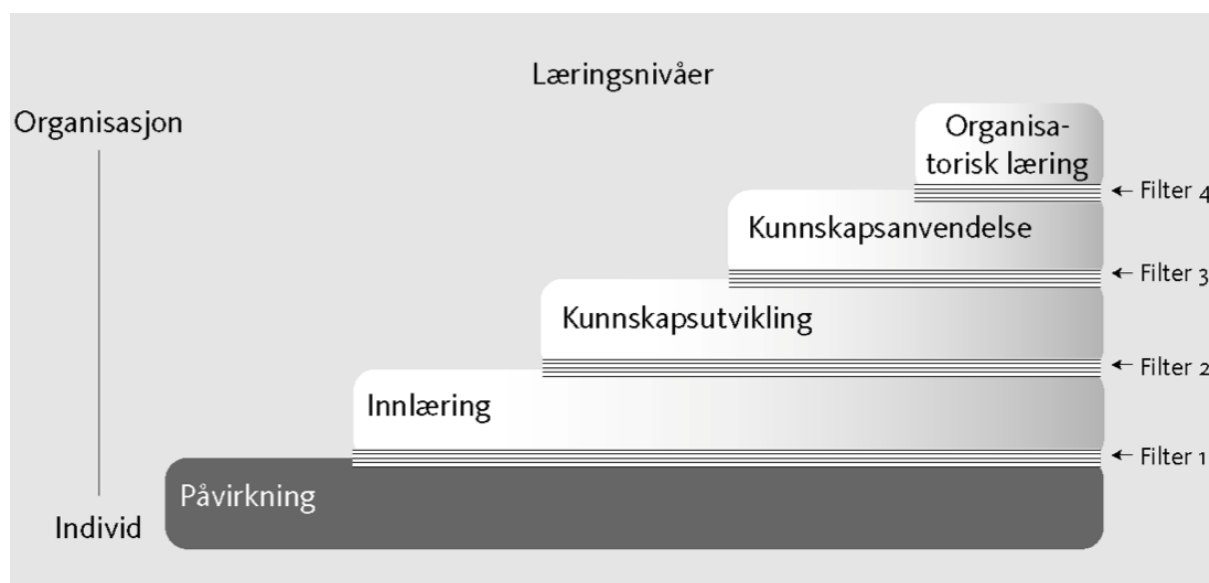 Læringsnivåer
Organisasjon
Organisa-
torisk læring
← Filter 4
Kunnskapsanvendelse
← Filter 3
Kunnskapsutvikling
← Filter 2
Innlæring
← Filter 1
Påvirkning
Individ